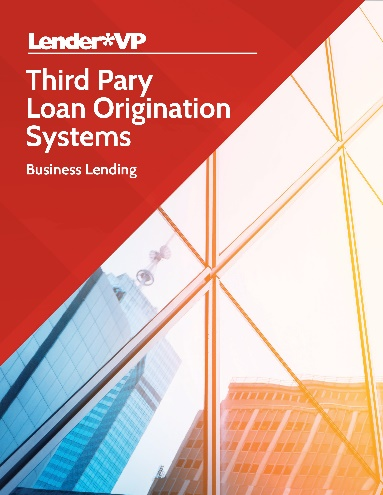 Lender*VP
Third Pary
Loan Origination
Systems
Business Lending